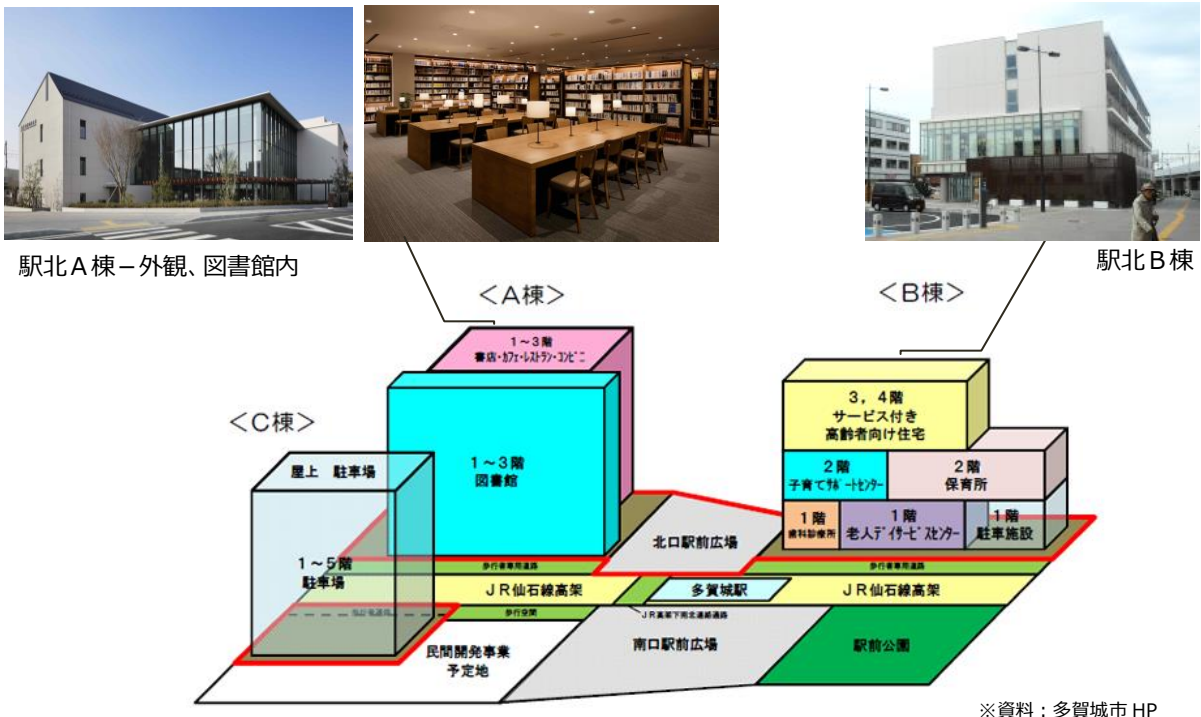 駅北A棟－外観、図書館内
駅北B棟
＜A棟＞
＜B棟＞
＜C棟＞
1～3階
書店・ｶﾌｪ・ﾚｽﾄﾗﾝ・ｺﾝﾋﾞﾆ
1～3階
図書館
屋上 駐車場
1～5階
駐車場
3，4階
サービス付き
高齢者向け住宅
2階
子育てｻﾎﾟｰﾄｾﾝﾀｰ
2階
保育所
1階
歯科診療所
1階
老人ﾃﾞｲｻｰﾋﾞｽｾﾝﾀｰ
1階
駐車施設
北口駅前広場
歩行者専用道路
歩行者専用道路
JR仙石線高架
多賀城駅
JR仙石線高架
歩行空間
JR高架下南北連絡通路
民間開発事業
予定地
南口駅前広場
駅前公園
※資料：多賀城市 HP